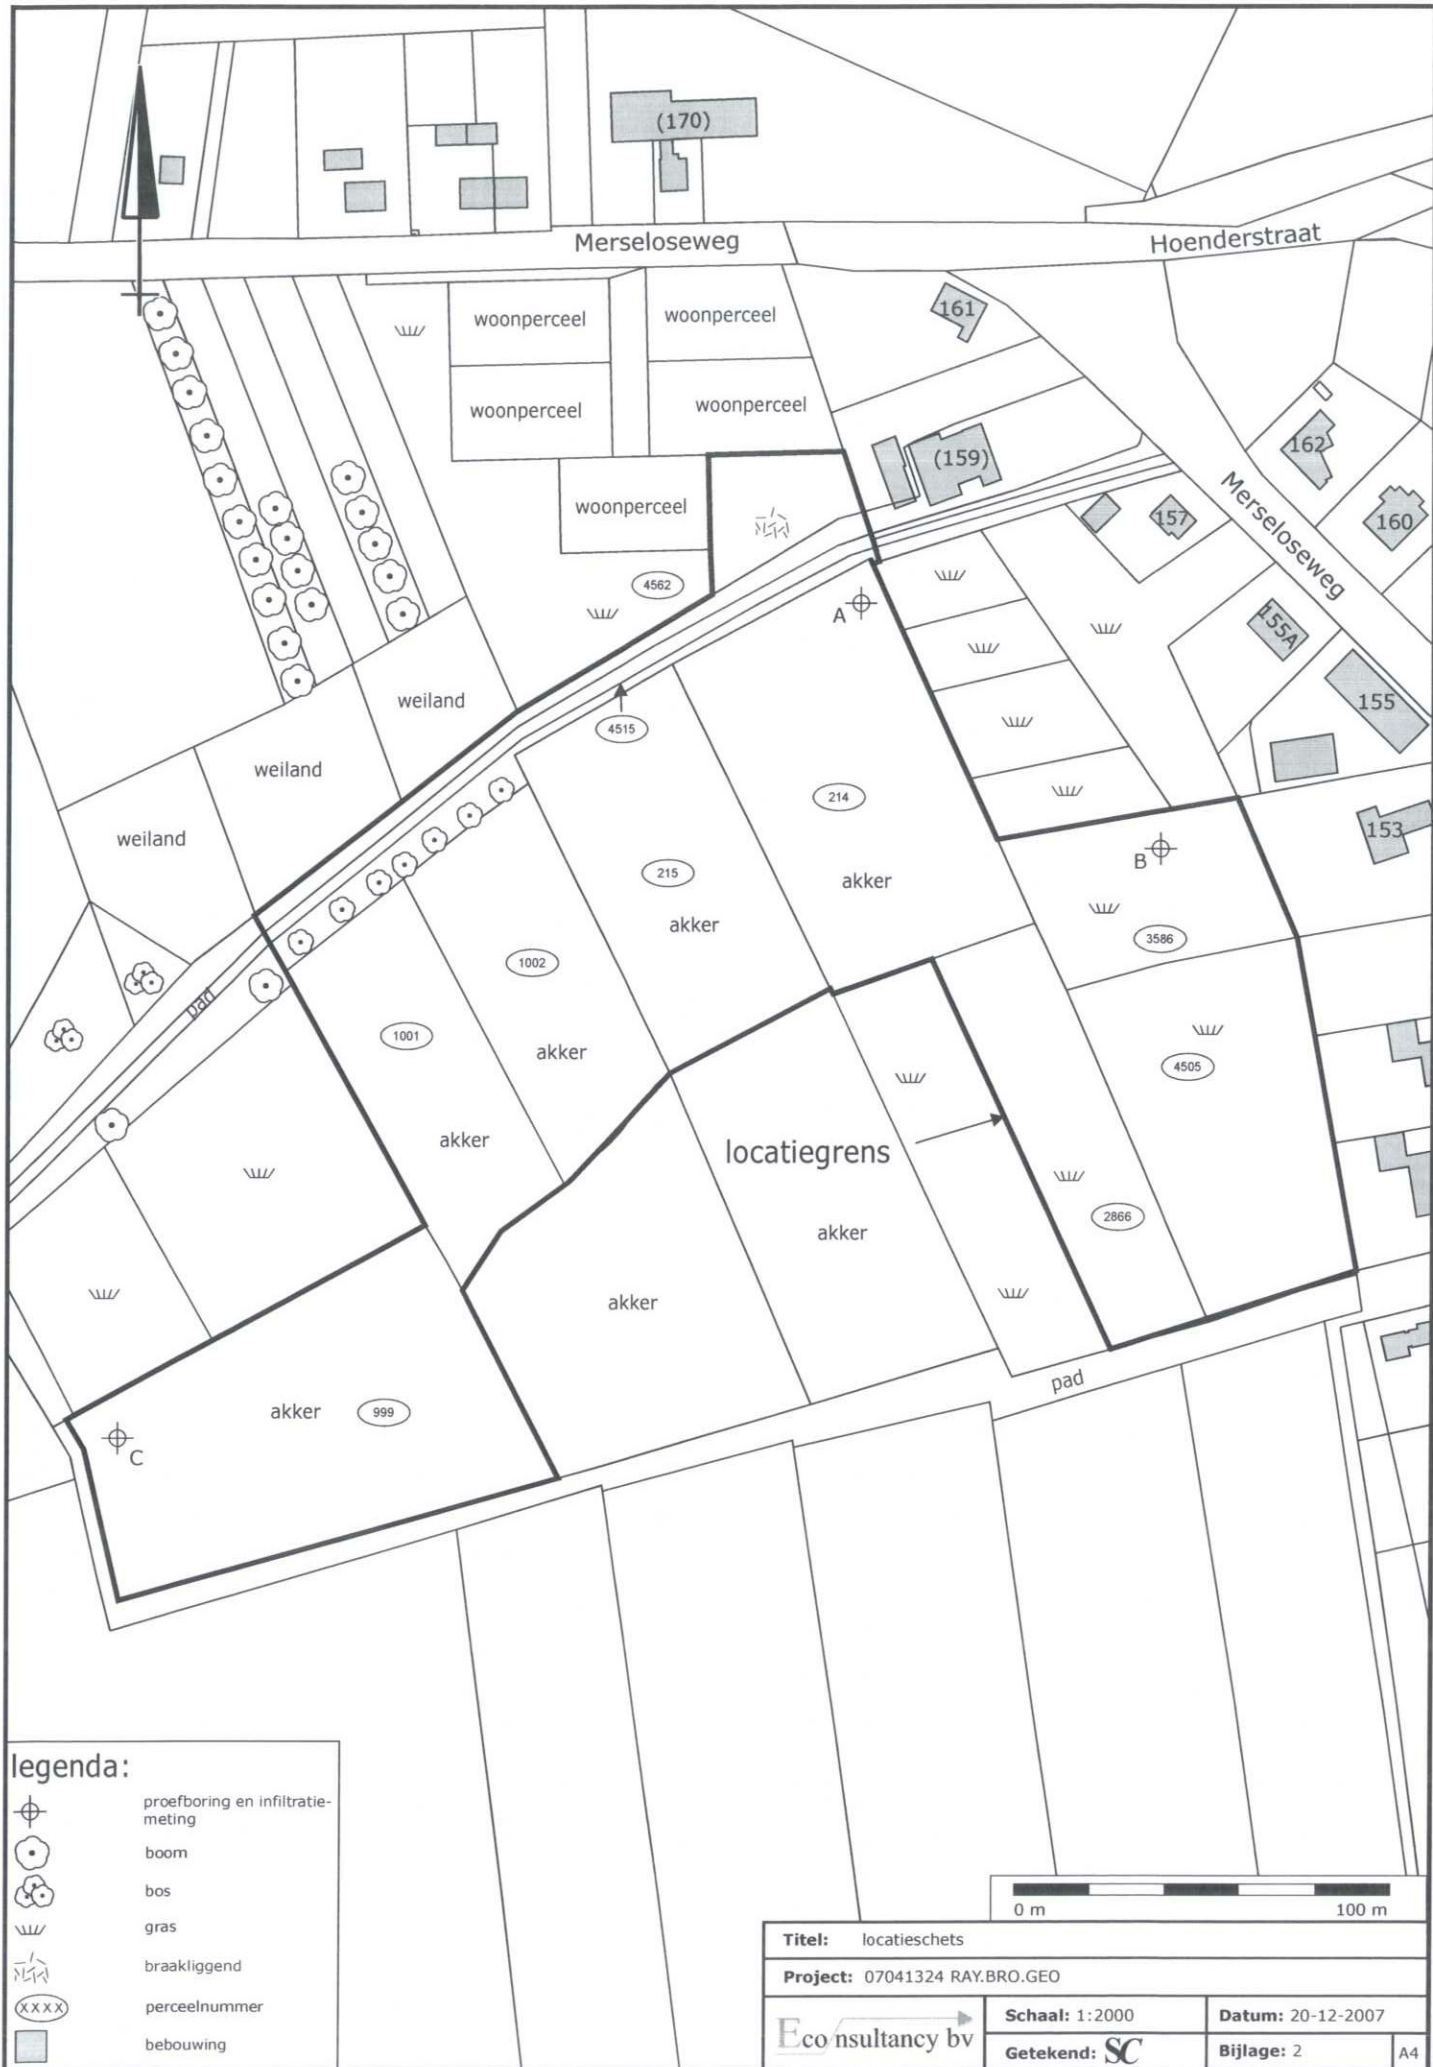 (170)
Merseloseweg
Hoenderstraat
161
woonperceel
woonperceel
woonperceel
woonperceel
162
(159)
woonperceel
157
160
Merseloseweg
4562
A
155A
weiland
155
4515
weiland
214
weiland
153
B
215
akker
akker
3586
1002
pad
1001
akker
4505
akker
locatiegrens
2866
akker
akker
pad
akker
999
C
legenda:
proefboring en infiltratie-
meting
boom
bos
gras
braakliggend
XXXX
perceelnummer
bebouwing
0 m
100 m
Titel: locatieschets
Project: 07041324 RAY.BRO.GEO
Econsultancy bv
Schaal: 1:2000
Datum: 20-12-2007
Getekend: SC
Bijlage: 2
A4